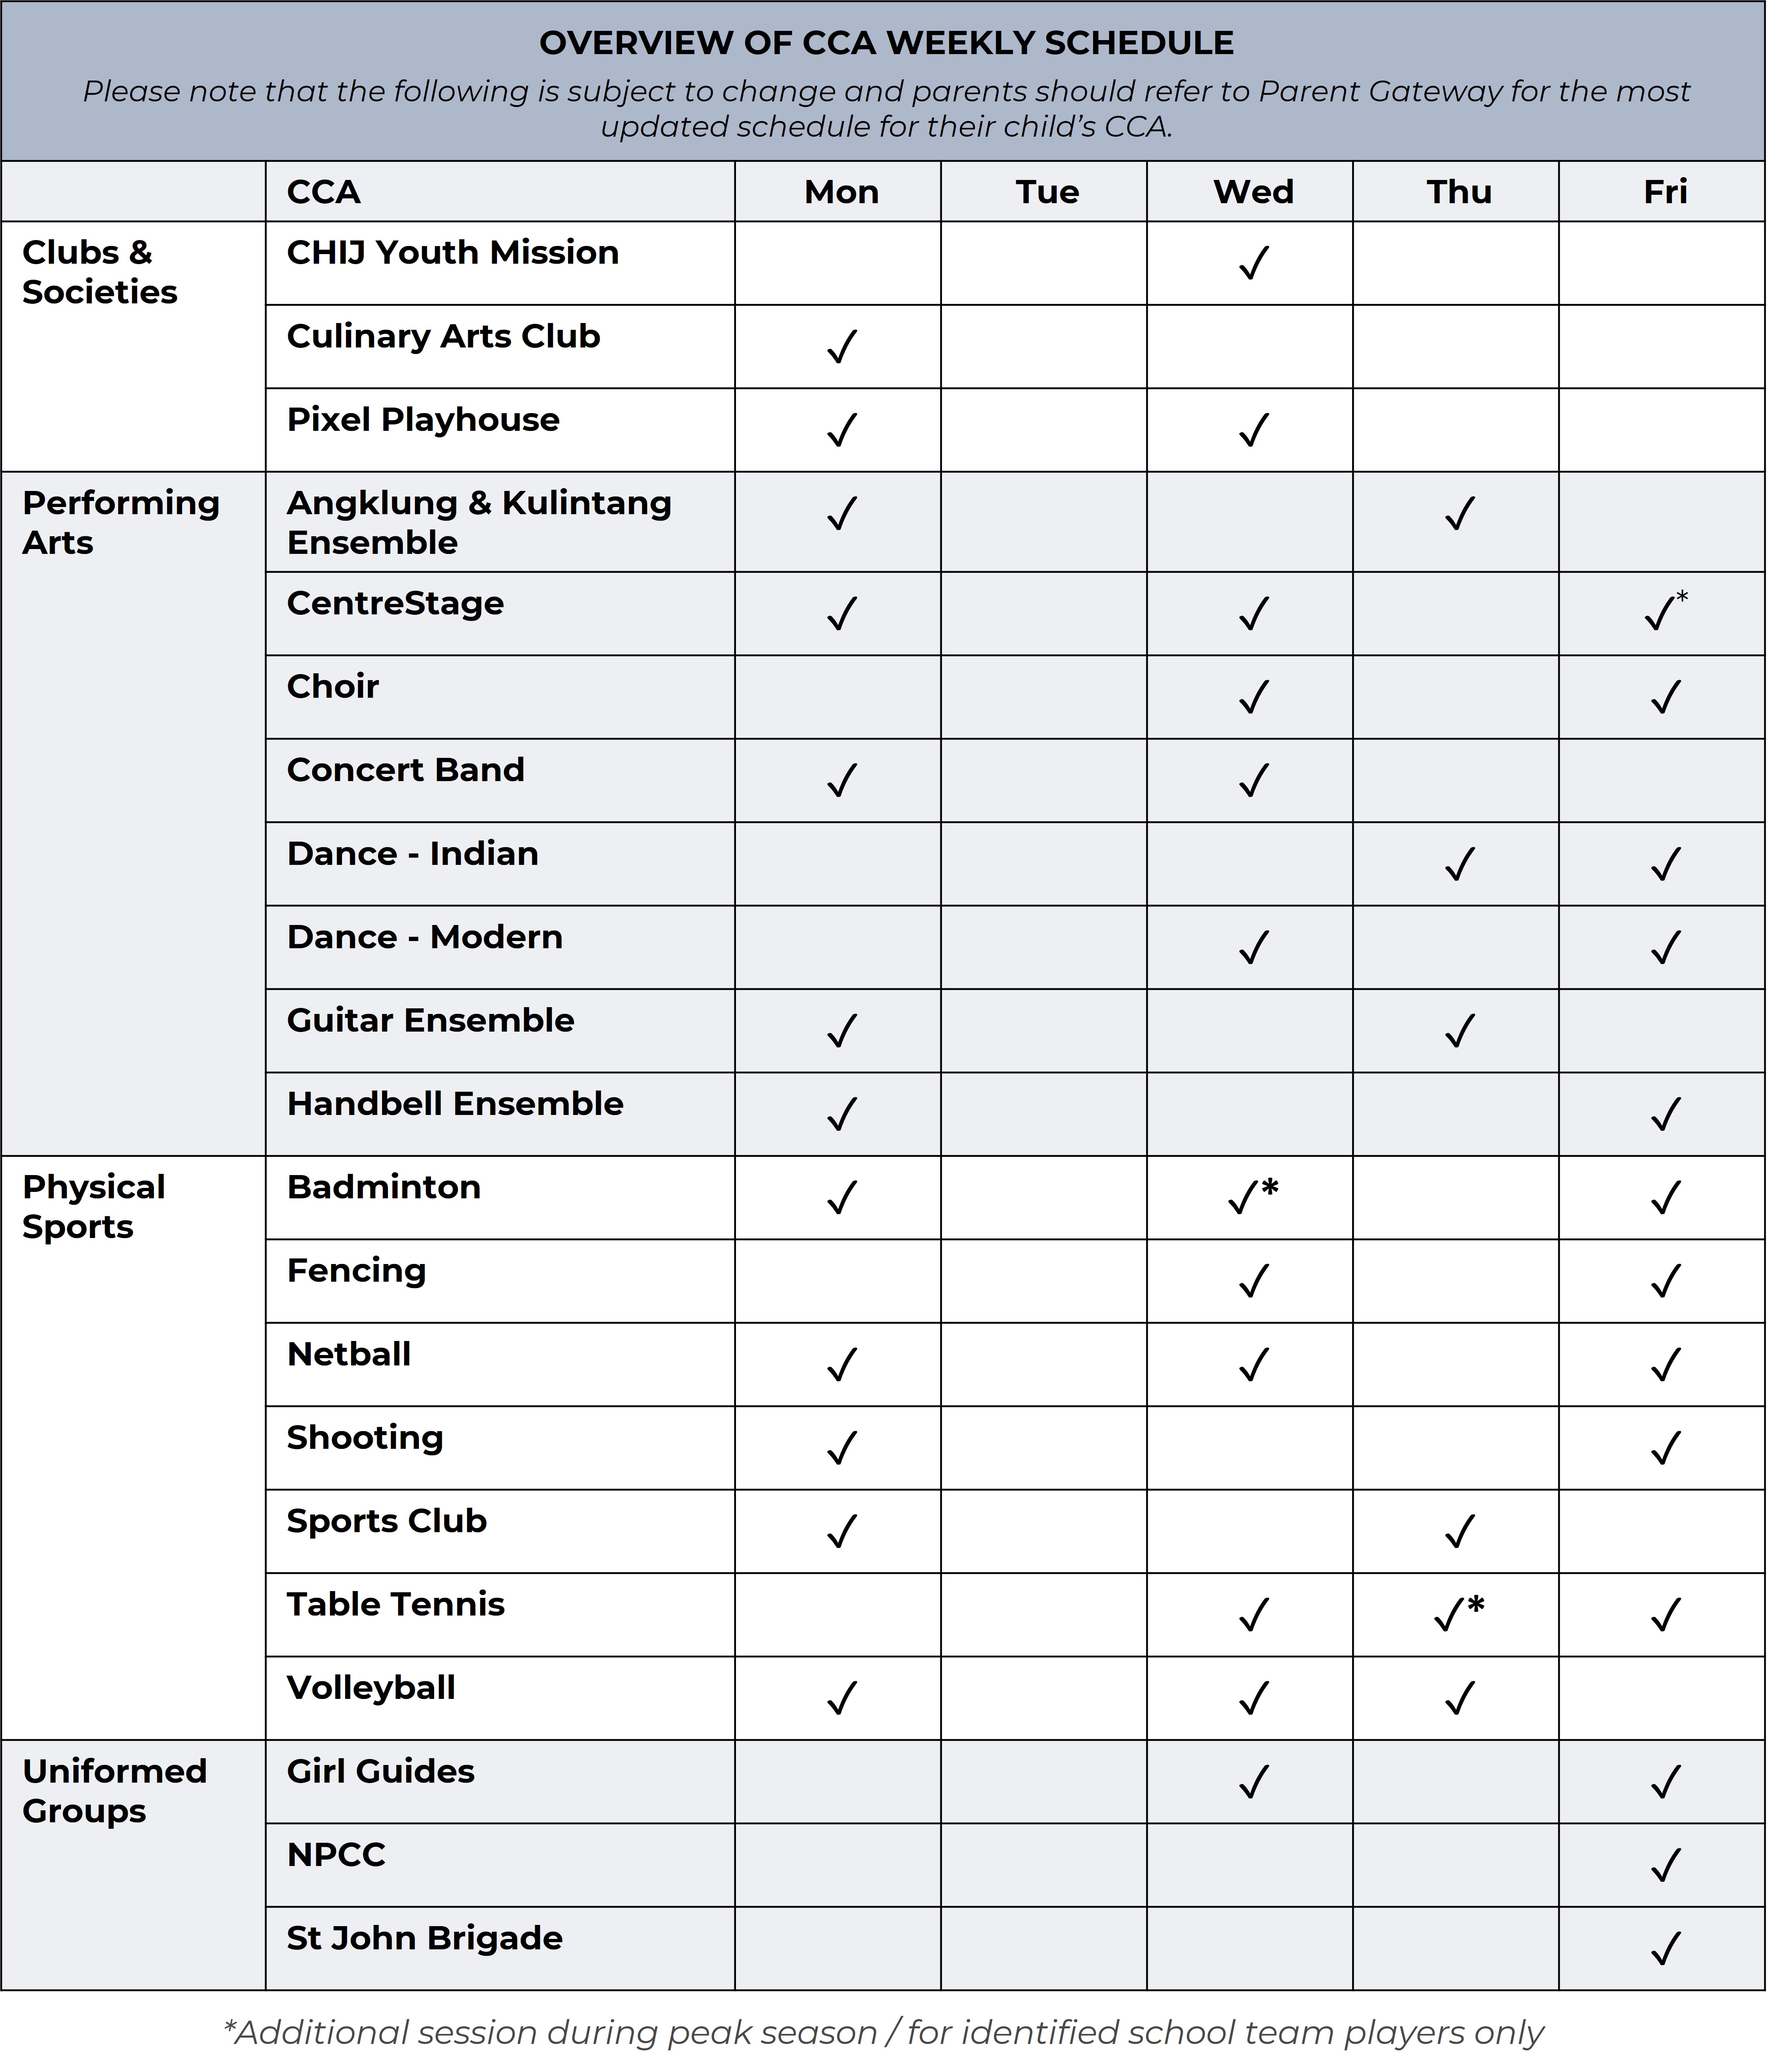 OVERVIEW OF CCA WEEKLY SCHEDULE
Please note that the following is subject to change and parents should refer to Parent Gateway for the most
updated schedule for their child’s CCA.
CCA Mon Tue Wed Thu Fri
Clubs &
Societies
CHIJ Youth Mission ✓
Culinary Arts Club ✓
Pixel Playhouse ✓ ✓
Performing
Arts
Angklung & Kulintang
Ensemble ✓ ✓
CentreStage ✓ ✓ ✓*
Choir ✓ ✓
Concert Band ✓ ✓
Dance - Indian ✓ ✓
Dance - Modern ✓ ✓
Guitar Ensemble ✓ ✓
Handbell Ensemble ✓ ✓
Physical
Sports
Badminton ✓ ✓* ✓
Fencing ✓ ✓
Netball ✓ ✓ ✓
Shooting ✓ ✓
Sports Club ✓ ✓
Table Tennis ✓ ✓* ✓
Volleyball ✓ ✓ ✓
Uniformed
Groups
Girl Guides ✓ ✓
NPCC ✓
St John Brigade ✓
*Additional session during peak season / for identified school team players only